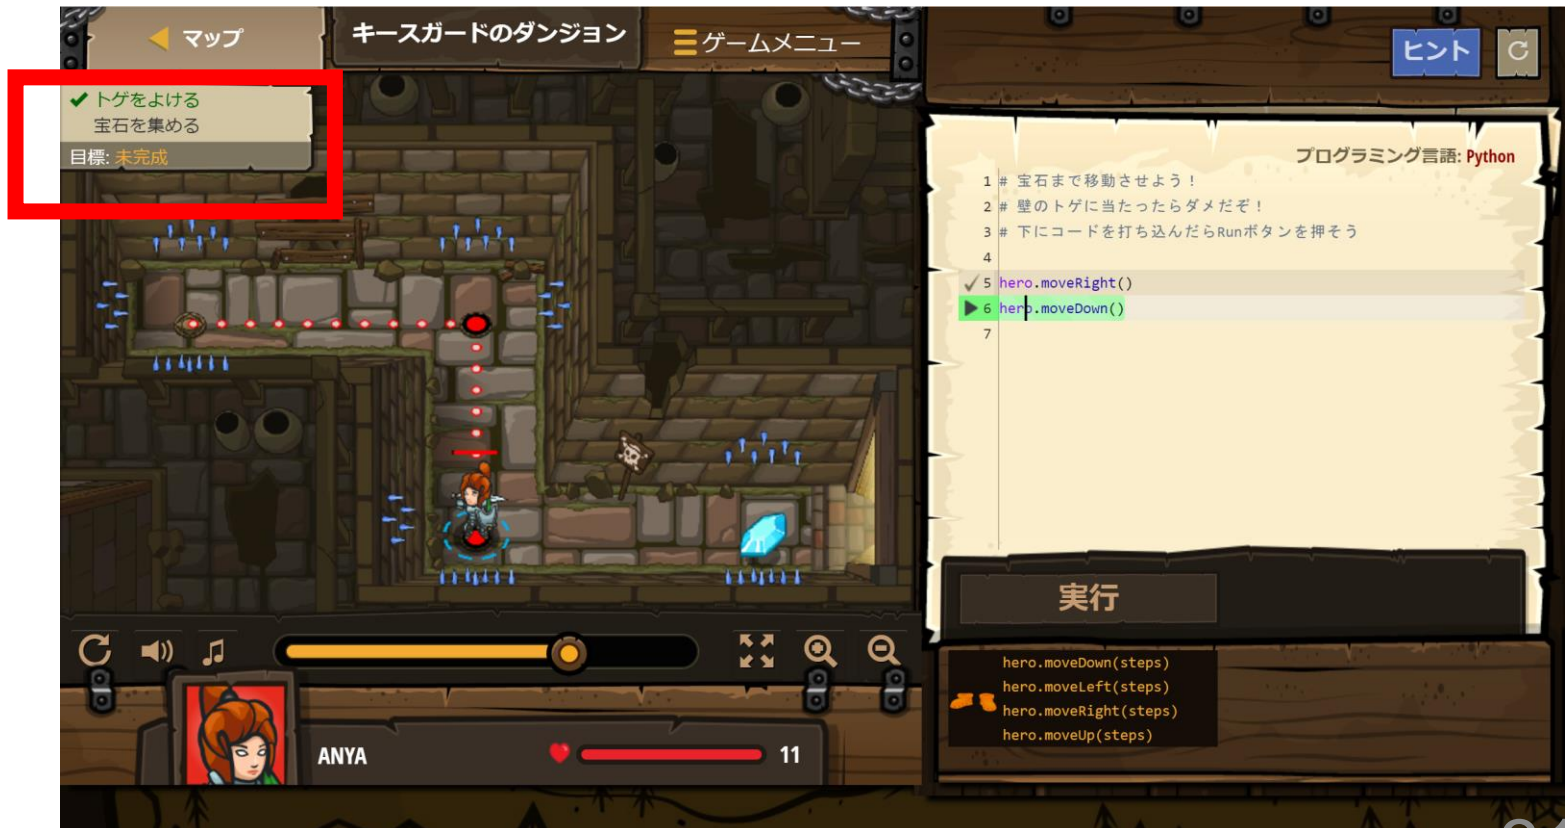 マップ
キースガードのダンジョン
ゲームメニュー
ヒント
トゲをよける
宝石を集める
目標: 未完成
プログラミング言語: Python
1 # 宝石まで移動させよう！
2 # 壁のトゲに当たったらダメだぞ！
3 # 下にコードを打ち込んだらRunボタンを押そう
4
5 hero.moveRight()
6 hero.moveDown()
7
実行
hero.moveDown(steps)
hero.moveLeft(steps)
hero.moveRight(steps)
hero.moveUp(steps)
ANYA
11